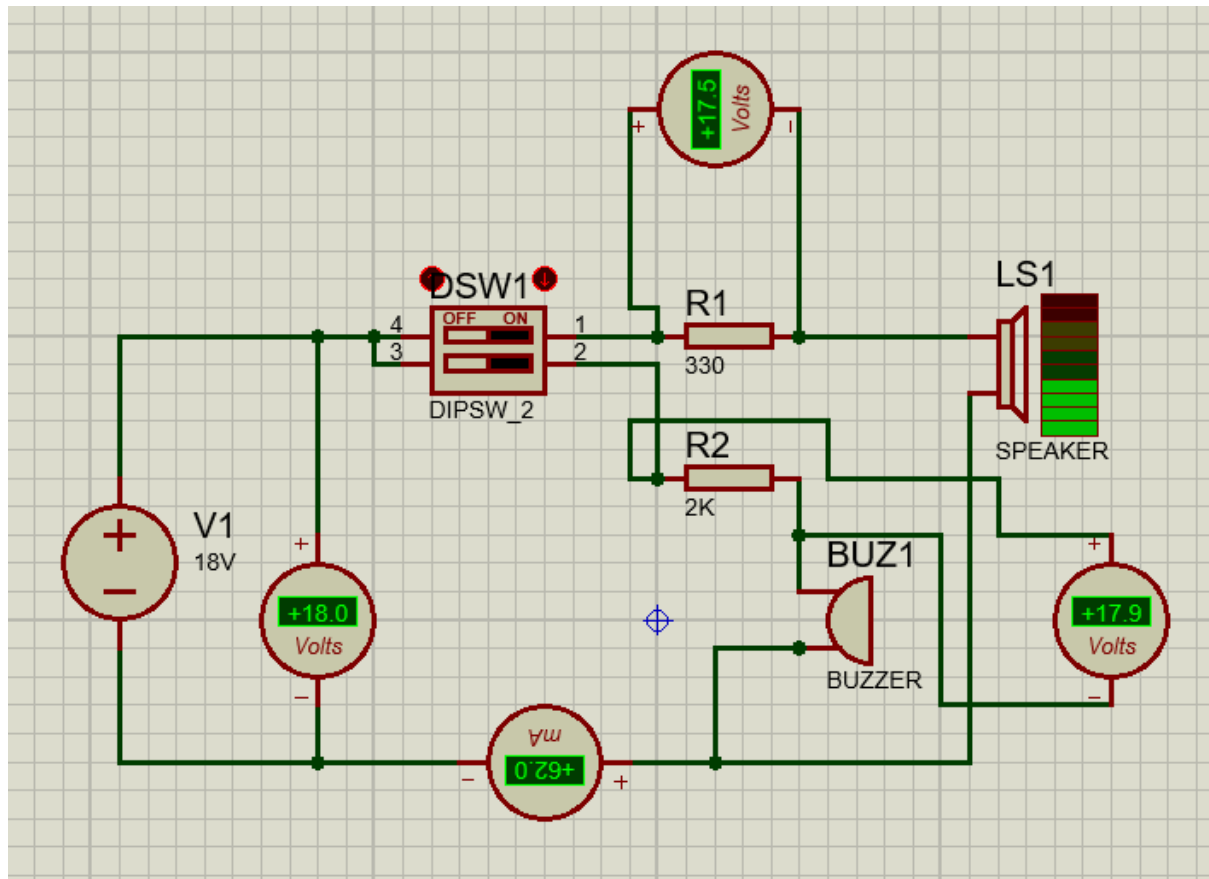 +17.5
Volts
+
−
DSW1
OFF ON
4
3
1
2
DIPSW_2
R1
330
LS1
SPEAKER
R2
2K
V1
18V
+
−
+
+18.0
Volts
−
BUZ1
BUZZER
+
+17.9
Volts
−
mA
+62.0
−
+